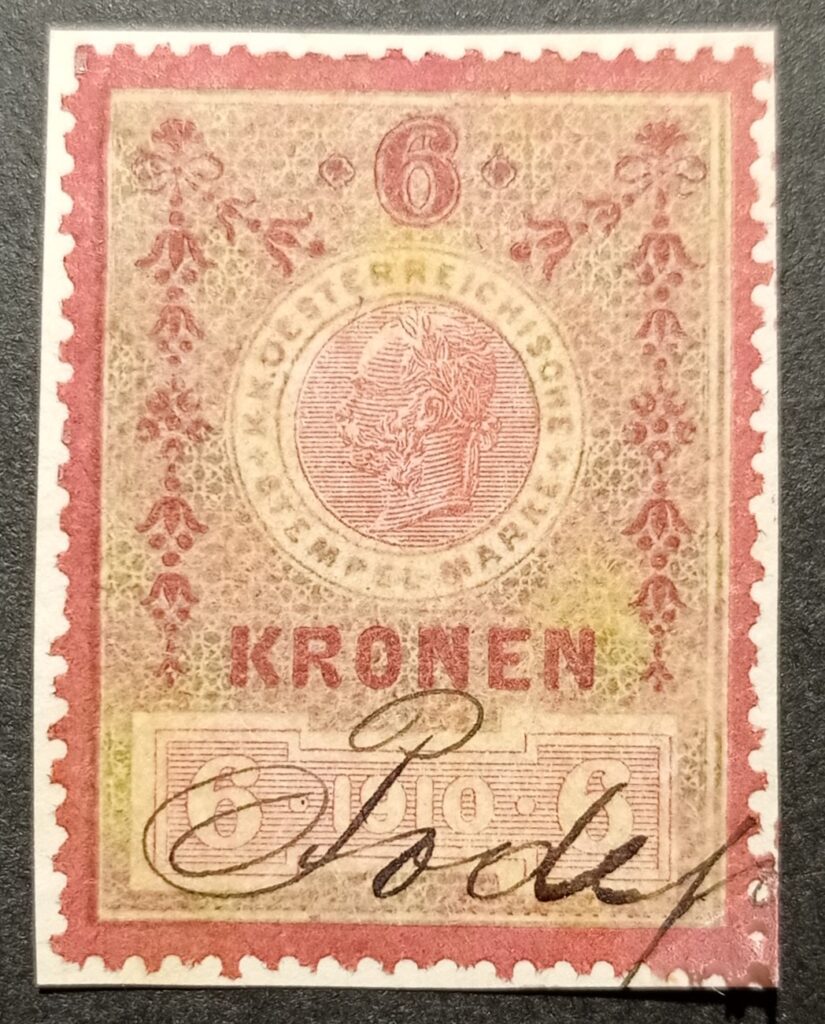 6
K.K. OESTERREICHISCHE
STEMPEL-MARKE
KRONEN
6 · 1910 · 6